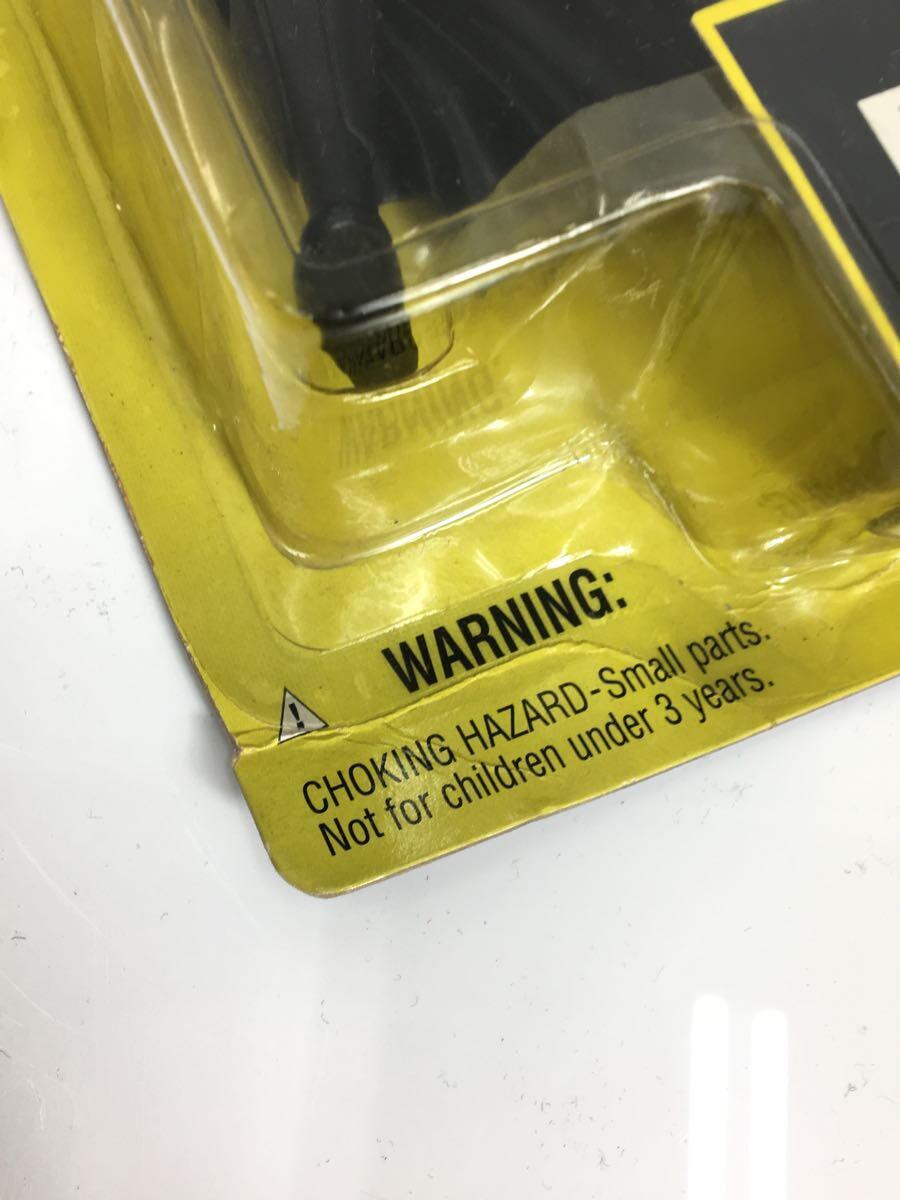 WARNING:
CHOKING HAZARD-Small parts.
Not for children under 3 years.